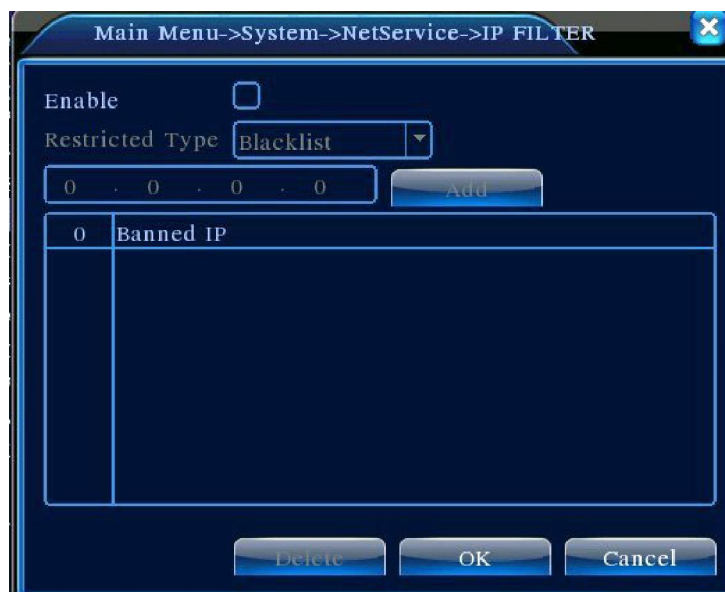 Main Menu->System->NetService->IP FILTER
Enable
Restricted Type Blacklist
0 . 0 . 0 . 0 Add
0 Banned IP
Delete OK Cancel